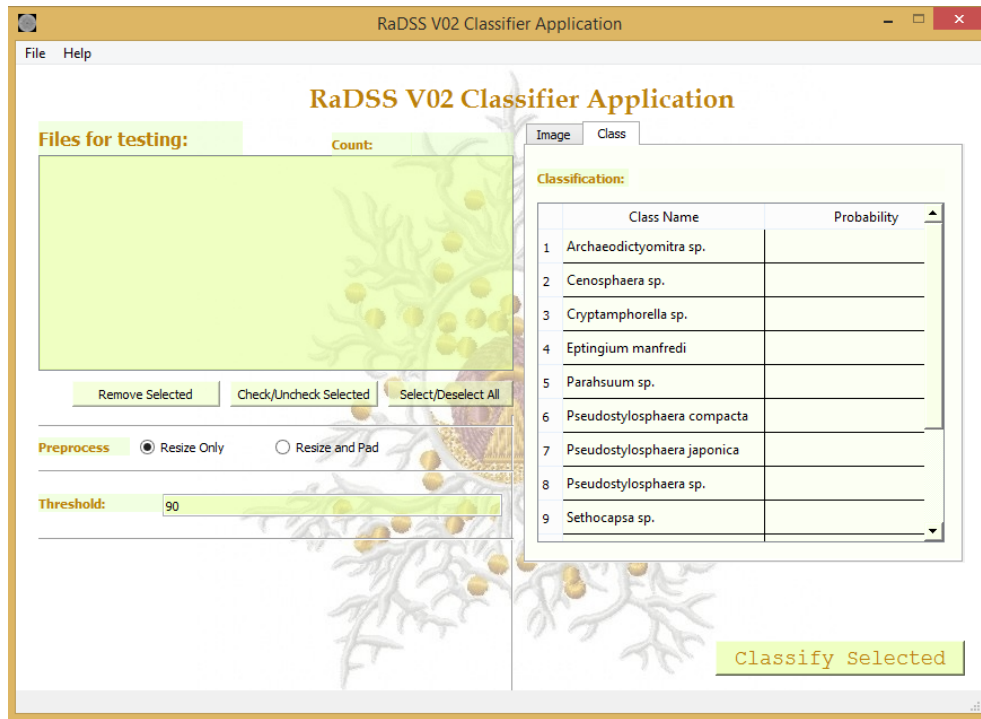 RaDSS V02 Classifier Application
File Help
RaDSS V02 Classifier Application
Files for testing:
Count:
Remove Selected
Check/Uncheck Selected
Select/Deselect All
Preprocess
Resize Only
Resize and Pad
Threshold:
90
Image
Class
Classification:
Class Name Probability
1 Archaeodictyomitra sp.
2 Cenosphaera sp.
3 Cryptamphorella sp.
4 Eptingium manfredi
5 Parahsuum sp.
6 Pseudostylosphaera compacta
7 Pseudostylosphaera japonica
8 Pseudostylosphaera sp.
9 Sethocapsa sp.
Classify Selected